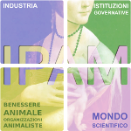 INDUSTRIA
ISTITUZIONI
GOVERNATIVE
IPAM
BENESSERE
ANIMALE
ORGANIZZAZIONI
ANIMALISTE
MONDO
SCIENTIFICO